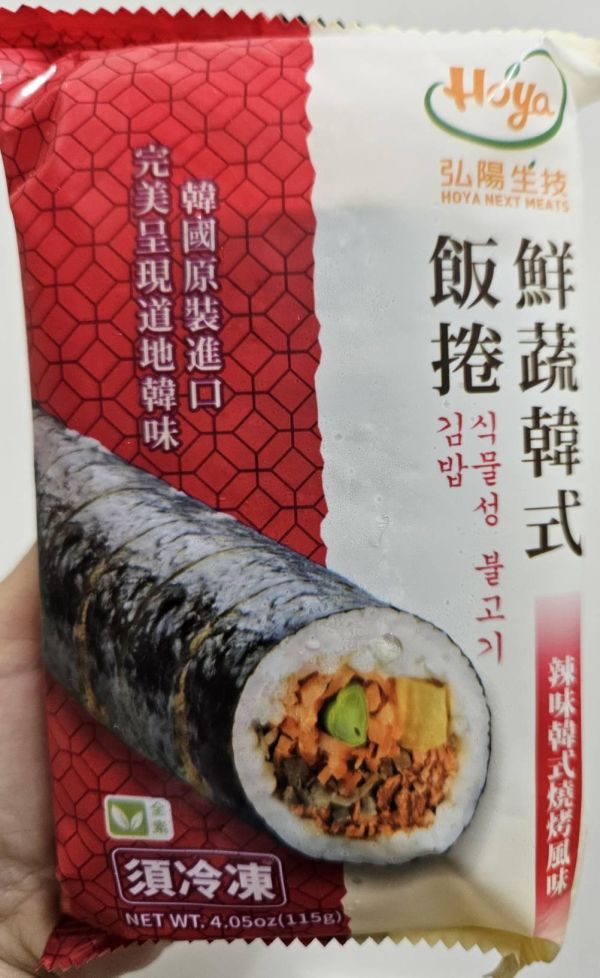 Hoya
弘陽生技
HOYA NEXT MEATS
鮮蔬韓式
飯捲
식물성 불고기
김밥
韓國原裝進口
完美呈現道地韓味
辣味韓式燒烤風味
全素
須冷凍
NET WT. 4.05oz(115g)